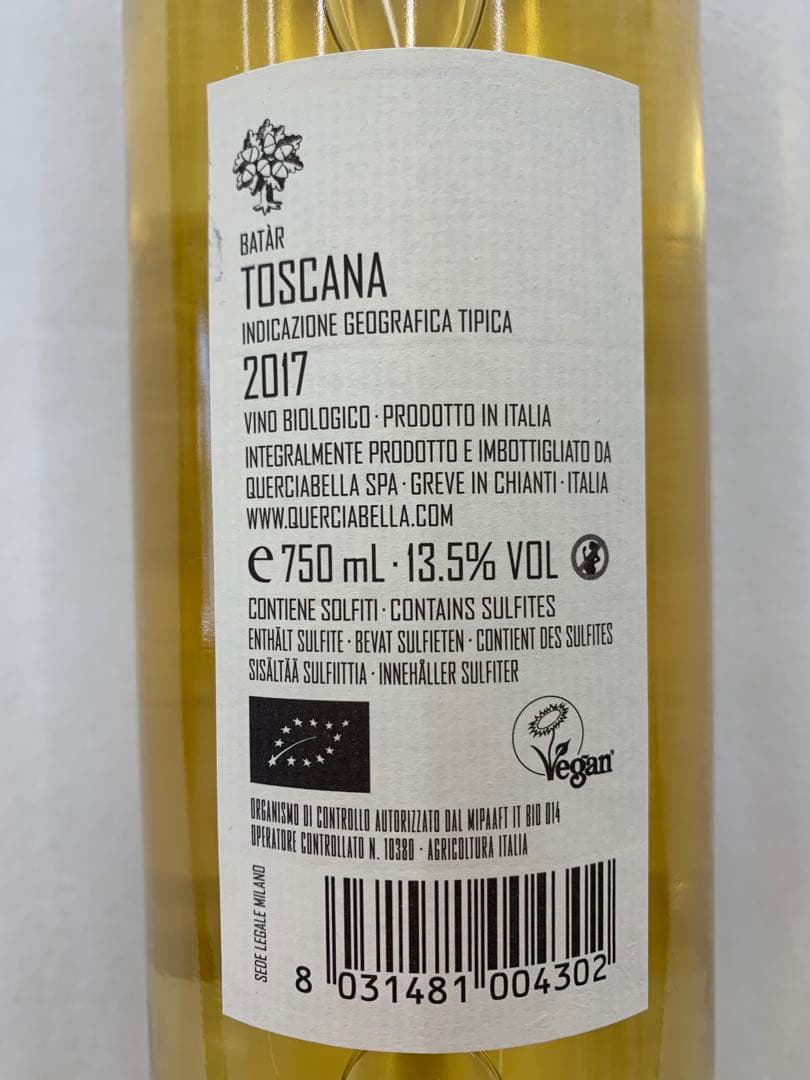 BATÀR
TOSCANA
INDICAZIONE GEOGRAFICA TIPICA
2017
VINO BIOLOGICO · PRODOTTO IN ITALIA
INTEGRALMENTE PRODOTTO E IMBOTTIGLIATO DA
QUERCIABELLA SPA · GREVE IN CHIANTI · ITALIA
WWW.QUERCIABELLA.COM
e 750 mL · 13.5% VOL
CONTIENE SOLFITI · CONTAINS SULFITES
ENTHÄLT SULFITE · BEVAT SULFIETEN · CONTIENT DES SULFITES
SISÄLTÄÄ SULFIITTIA · INNEHÅLLER SULFITER
Vegan
ORGANISMO DI CONTROLLO AUTORIZZATO DAL MIPAAFT IT BIO 014
OPERATORE CONTROLLATO N. 10380 · AGRICOLTURA ITALIA
SEDE LEGALE MILANO
8 031481 004302